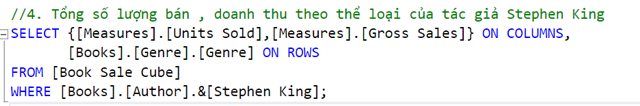 //4. Tổng số lượng bán , doanh thu theo thể loại của tác giả Stephen King
SELECT {[Measures].[Units Sold],[Measures].[Gross Sales]} ON COLUMNS,
[Books].[Genre].[Genre] ON ROWS
FROM [Book Sale Cube]
WHERE [Books].[Author].&[Stephen King];